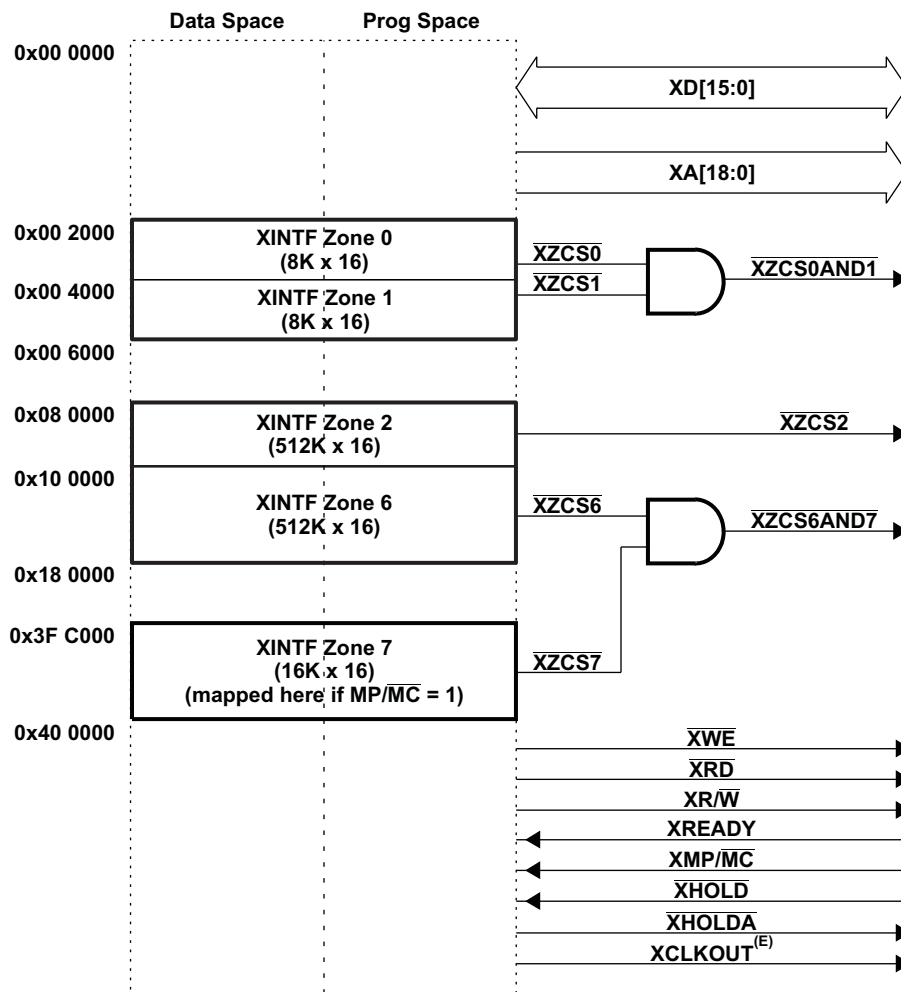 Data Space Prog Space
0x00 0000
XD[15:0]
XA[18:0]
0x00 2000
XINTF Zone 0
(8K x 16)
XZCS0
XZCS0AND1
0x00 4000
XZCS1
XINTF Zone 1
(8K x 16)
0x00 6000
0x08 0000
XINTF Zone 2
(512K x 16)
XZCS2
0x10 0000
XINTF Zone 6
(512K x 16)
XZCS6
XZCS6AND7
0x18 0000
0x3F C000
XINTF Zone 7
(16K x 16)
(mapped here if MP/MC = 1)
XZCS7
0x40 0000
XWE
XRD
XR/W
XREADY
XMP/MC
XHOLD
XHOLDA
XCLKOUT(E)